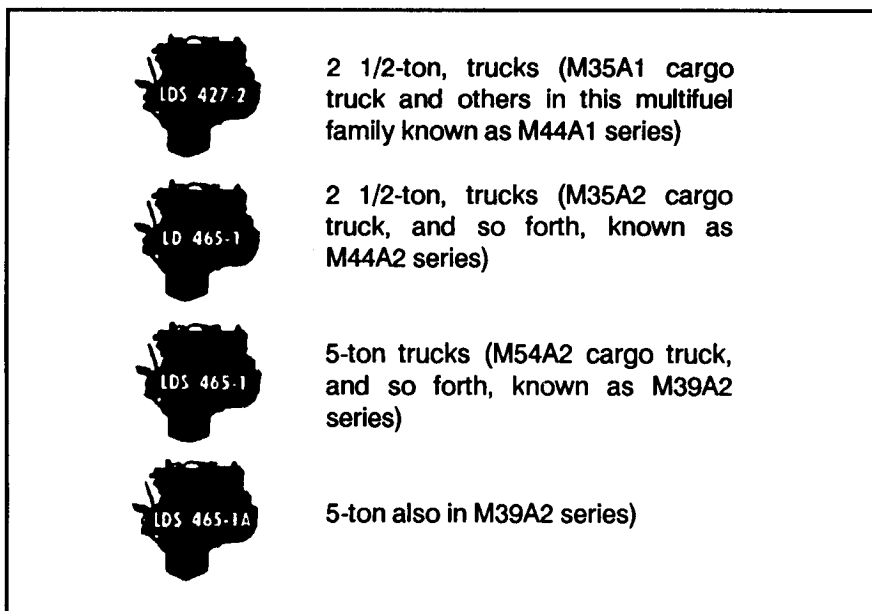 LDS 427-2
2 1/2-ton, trucks (M35A1 cargo
truck and others in this multifuel
family known as M44A1 series)
LD 465-1
2 1/2-ton, trucks (M35A2 cargo
truck, and so forth, known as
M44A2 series)
LDS 465-1
5-ton trucks (M54A2 cargo truck,
and so forth, known as M39A2
series)
LDS 465-1A
5-ton also in M39A2 series)